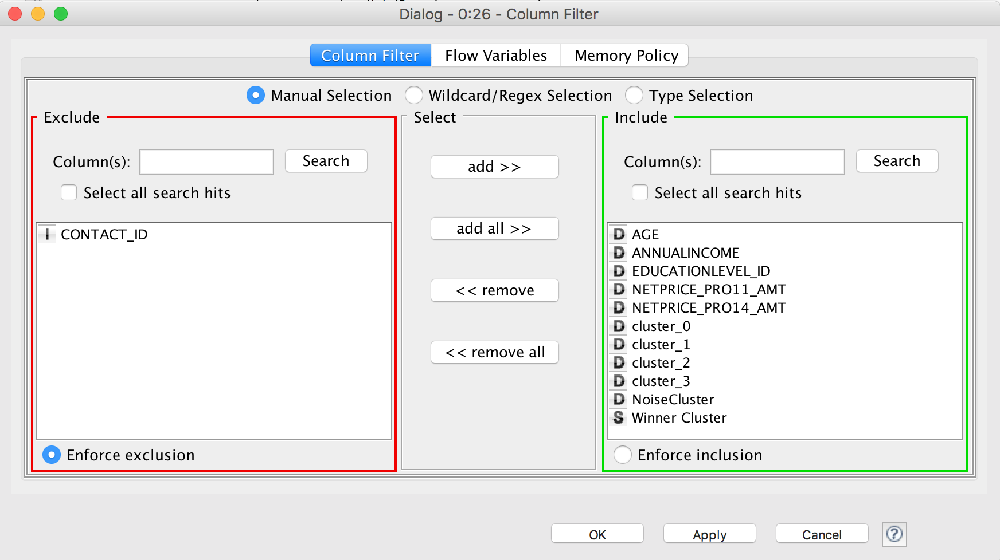 Dialog - 0:26 - Column Filter
Column Filter Flow Variables Memory Policy
Manual Selection Wildcard/Regex Selection Type Selection
Exclude
Column(s): Search
Select all search hits
I CONTACT_ID
Enforce exclusion
Select
add >>
add all >>
<< remove
<< remove all
Include
Column(s): Search
Select all search hits
D AGE
D ANNUALINCOME
D EDUCATIONLEVEL_ID
D NETPRICE_PRO11_AMT
D NETPRICE_PRO14_AMT
D cluster_0
D cluster_1
D cluster_2
D cluster_3
D NoiseCluster
S Winner Cluster
Enforce inclusion
OK Apply Cancel ?